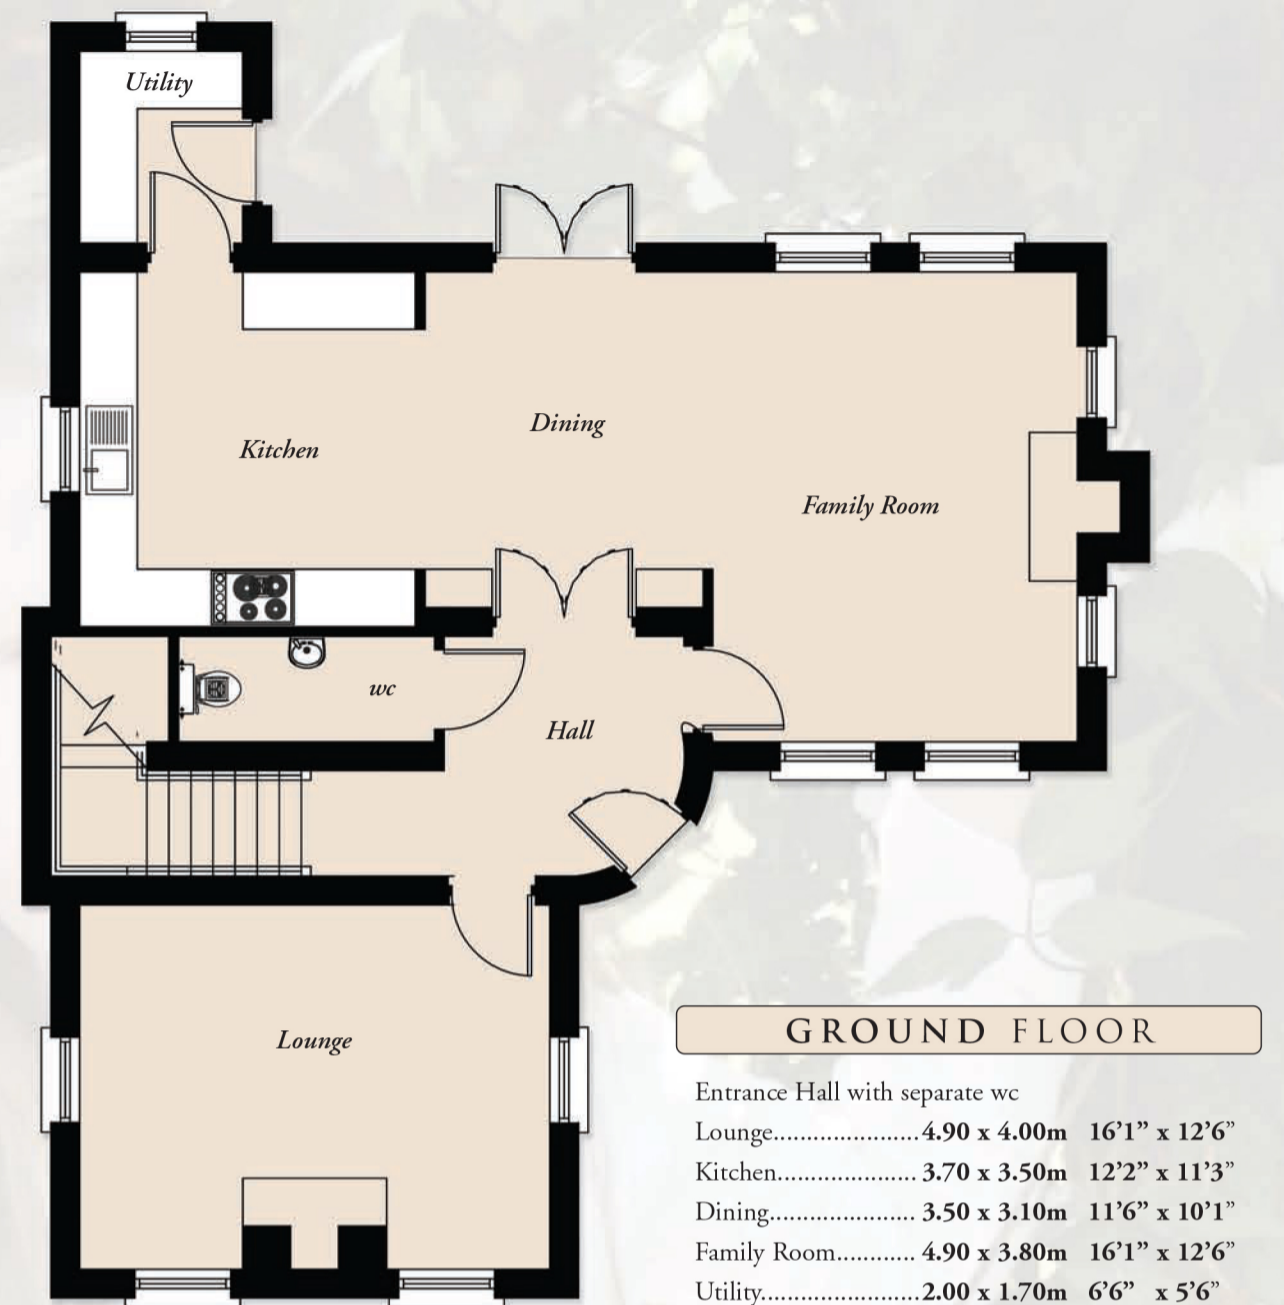 Utility
Dining
Kitchen
Family Room
wc
Hall
Lounge
GROUND FLOOR
Entrance Hall with separate wc
Lounge......................4.90 x 4.00m 16’1” x 12’6”
Kitchen.....................3.70 x 3.50m 12’2” x 11’3”
Dining......................3.50 x 3.10m 11’6” x 10’1”
Family Room............4.90 x 3.80m 16’1” x 12’6”
Utility........................2.00 x 1.70m 6’6” x 5’6”